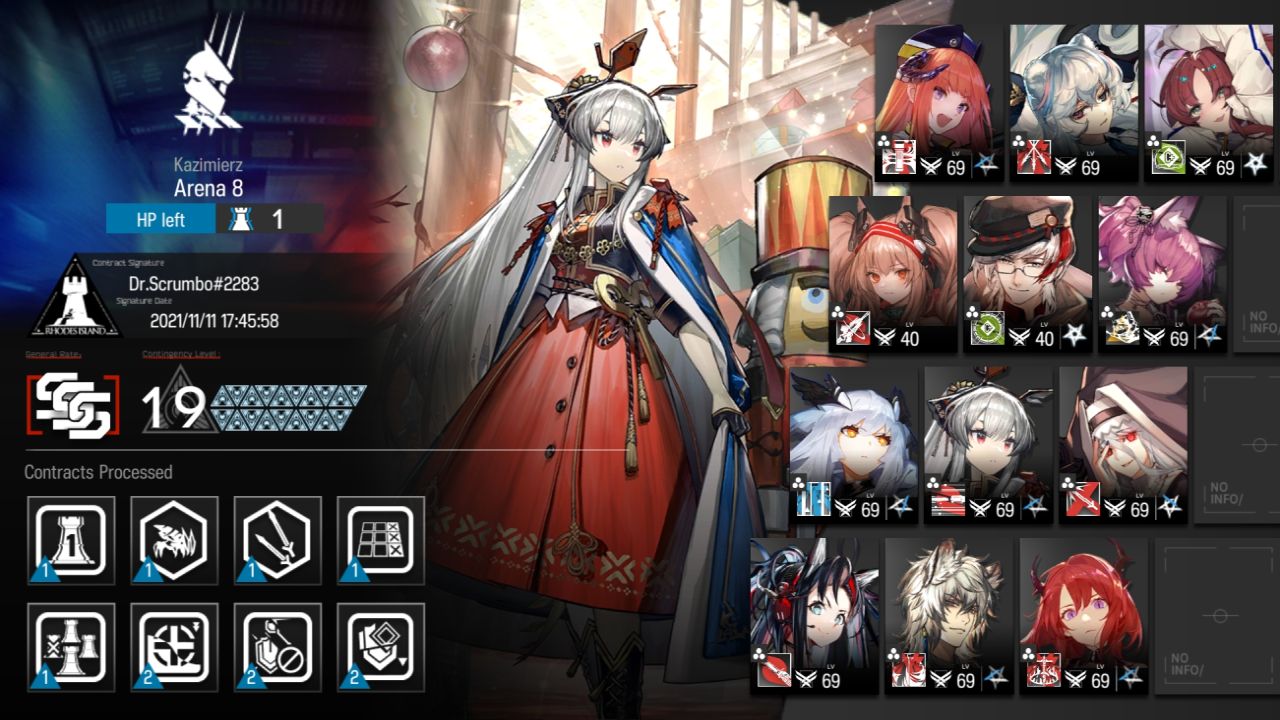 Kazimierz
Arena 8
HP left 1
Contract Signature
Dr.Scrumbo#2283
Signature Date
2021/11/11 17:45:58
RHODES ISLAND
General Rate:
Contingency Level:
SSS
19
Contracts Processed
1
1
1
1
1
2
2
2
LV
69
LV
69
LV
69
LV
40
LV
40
LV
69
NO
INFO/
LV
69
LV
69
LV
69
NO
INFO/
LV
69
LV
69
LV
69
NO
INFO/